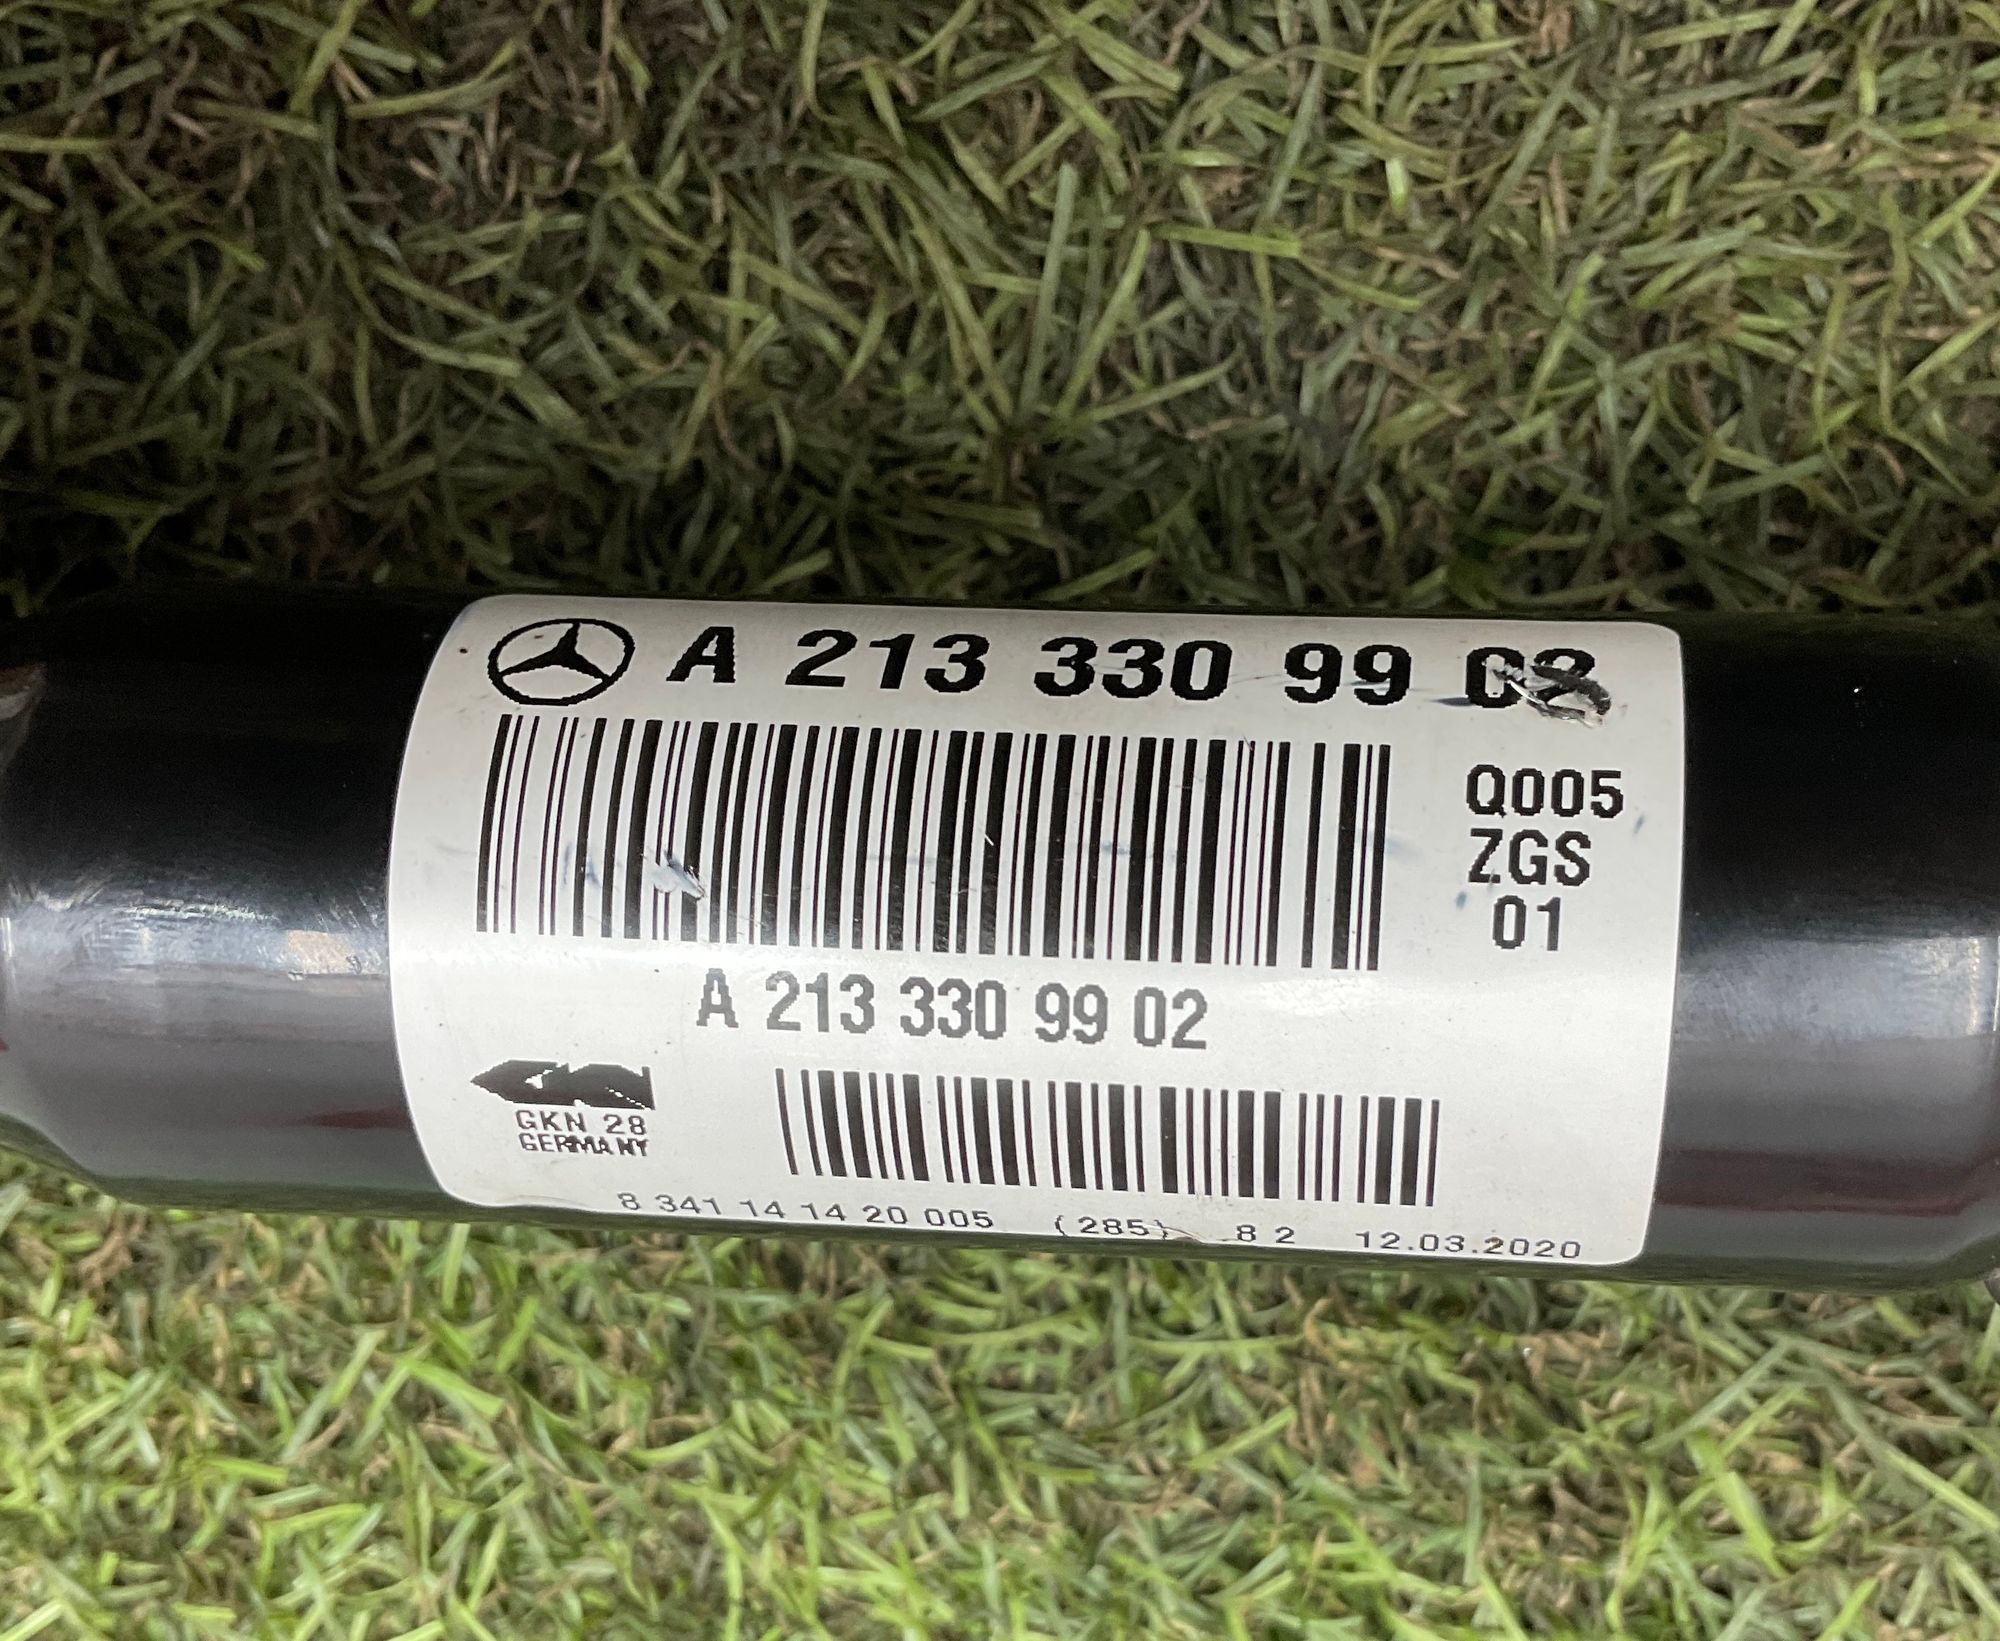 A 213 330 99 02
Q005
ZGS
01
A 213 330 99 02
GKN 28
GERMANY
8 341 14 14 20 005 (285) 8 2 12.03.2020